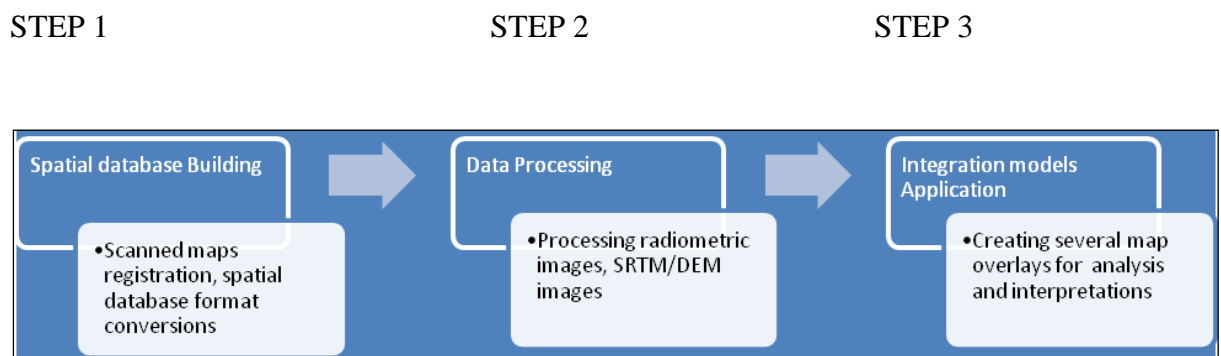 STEP 1 STEP 2 STEP 3
Spatial database Building
•Scanned maps
registration, spatial
database format
conversions
Data Processing
•Processing radiometric
images, SRTM/DEM
images
Integration models
Application
•Creating several map
overlays for analysis
and interpretations